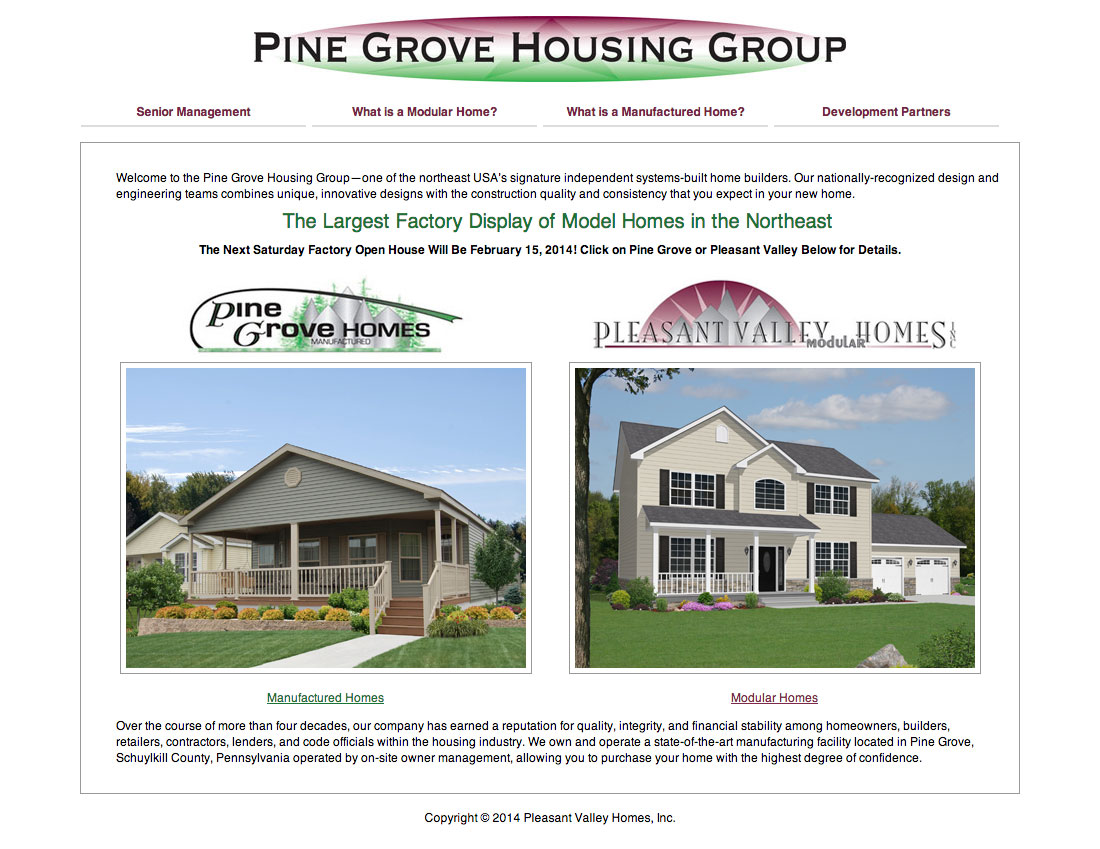 PINE GROVE HOUSING GROUP
Senior Management
What is a Modular Home?
What is a Manufactured Home?
Development Partners
Welcome to the Pine Grove Housing Group—one of the northeast USA's signature independent systems-built home builders. Our nationally-recognized design and
engineering teams combines unique, innovative designs with the construction quality and consistency that you expect in your new home.
The Largest Factory Display of Model Homes in the Northeast
The Next Saturday Factory Open House Will Be February 15, 2014! Click on Pine Grove or Pleasant Valley Below for Details.
Pine
Grove HOMES
MANUFACTURED
PLEASANT VALLEY MODULAR HOMES INC
Manufactured Homes
Modular Homes
Over the course of more than four decades, our company has earned a reputation for quality, integrity, and financial stability among homeowners, builders,
retailers, contractors, lenders, and code officials within the housing industry. We own and operate a state-of-the-art manufacturing facility located in Pine Grove,
Schuylkill County, Pennsylvania operated by on-site owner management, allowing you to purchase your home with the highest degree of confidence.
Copyright © 2014 Pleasant Valley Homes, Inc.